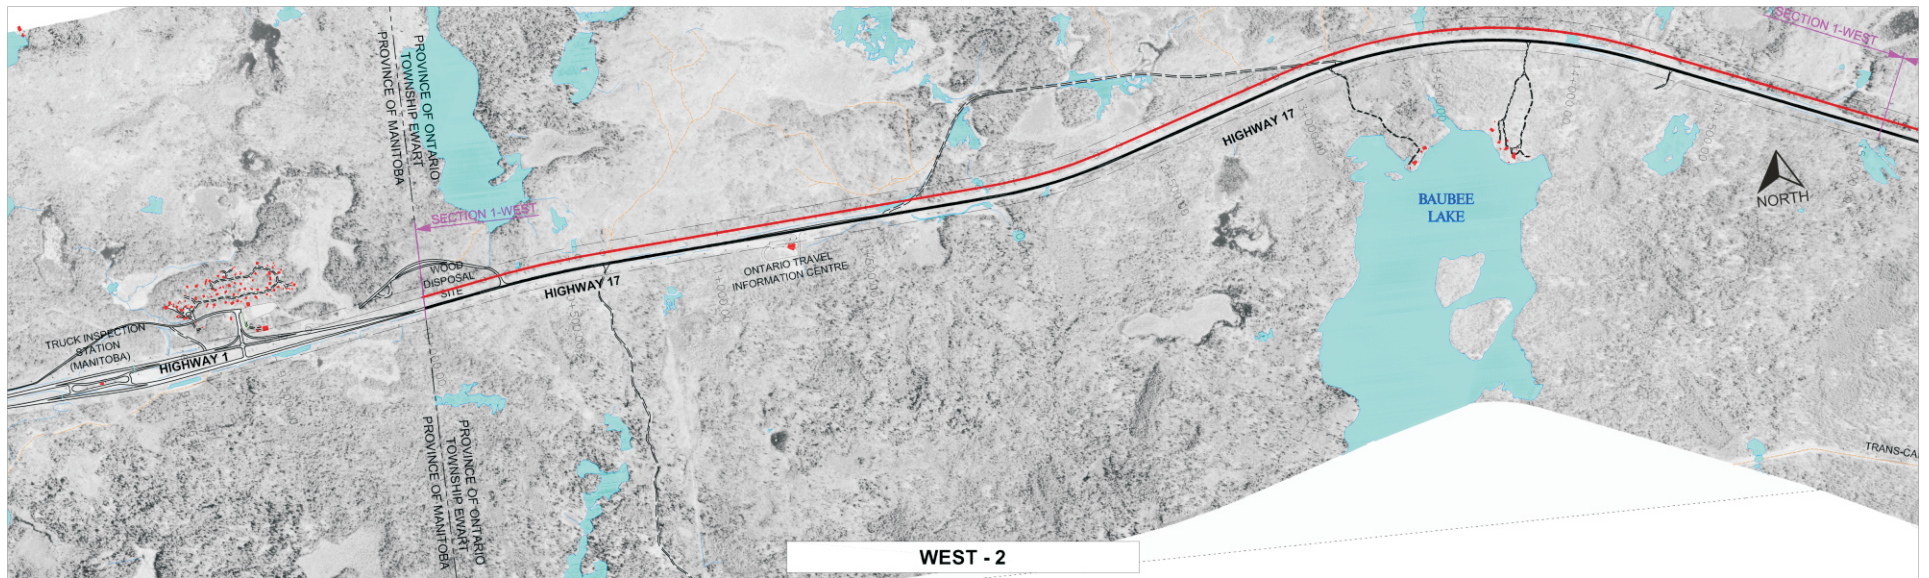 SECTION 1-WEST
PROVINCE OF ONTARIO
TOWNSHIP EWART
PROVINCE OF MANITOBA
SECTION 1-WEST
HIGHWAY 17
BAUBEE
LAKE
NORTH
WOOD
DISPOSAL
SITE
HIGHWAY 17
ONTARIO TRAVEL
INFORMATION CENTRE
TRUCK INSPECTION
STATION
(MANITOBA)
HIGHWAY 1
PROVINCE OF ONTARIO
TOWNSHIP EWART
PROVINCE OF MANITOBA
TRANS-CA
WEST - 2